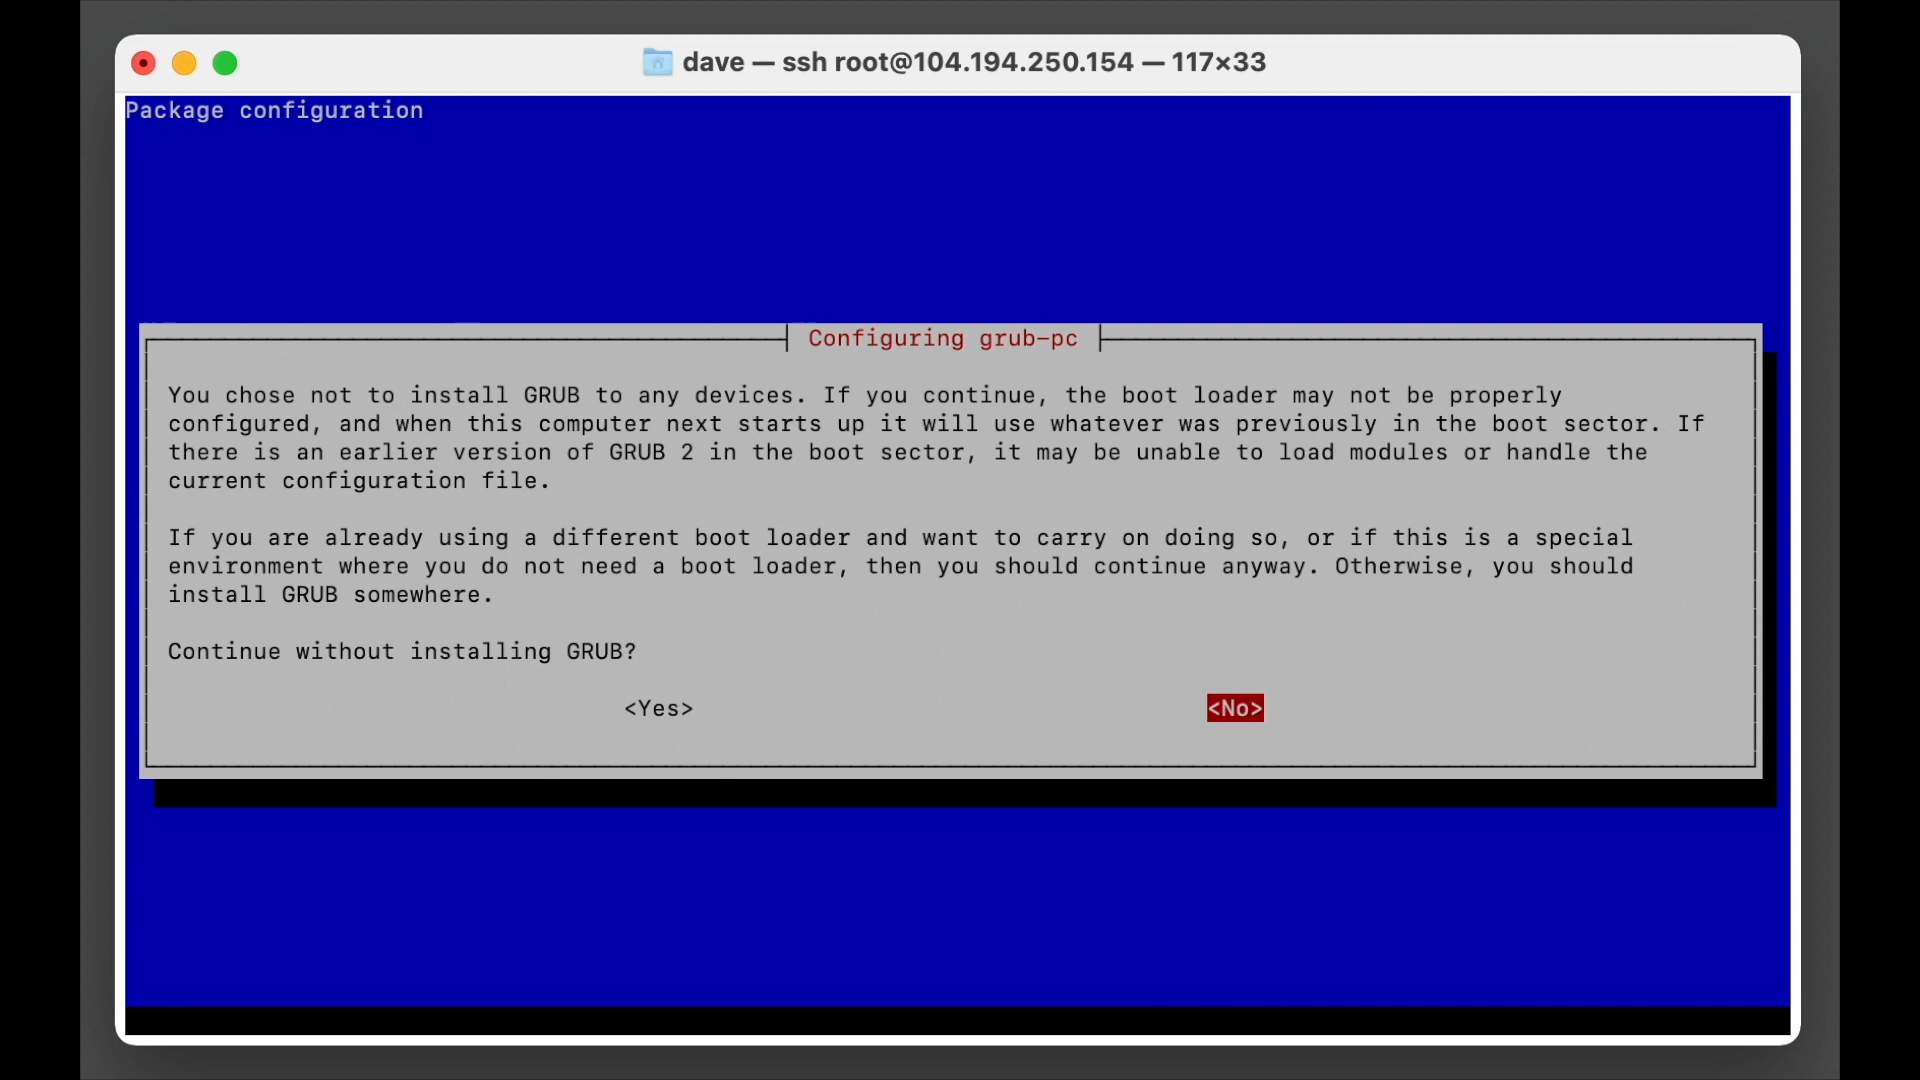 dave — ssh root@104.194.250.154 — 117×33
Package configuration
Configuring grub-pc
You chose not to install GRUB to any devices. If you continue, the boot loader may not be properly
configured, and when this computer next starts up it will use whatever was previously in the boot sector. If
there is an earlier version of GRUB 2 in the boot sector, it may be unable to load modules or handle the
current configuration file.
If you are already using a different boot loader and want to carry on doing so, or if this is a special
environment where you do not need a boot loader, then you should continue anyway. Otherwise, you should
install GRUB somewhere.
Continue without installing GRUB?
<Yes> <No>